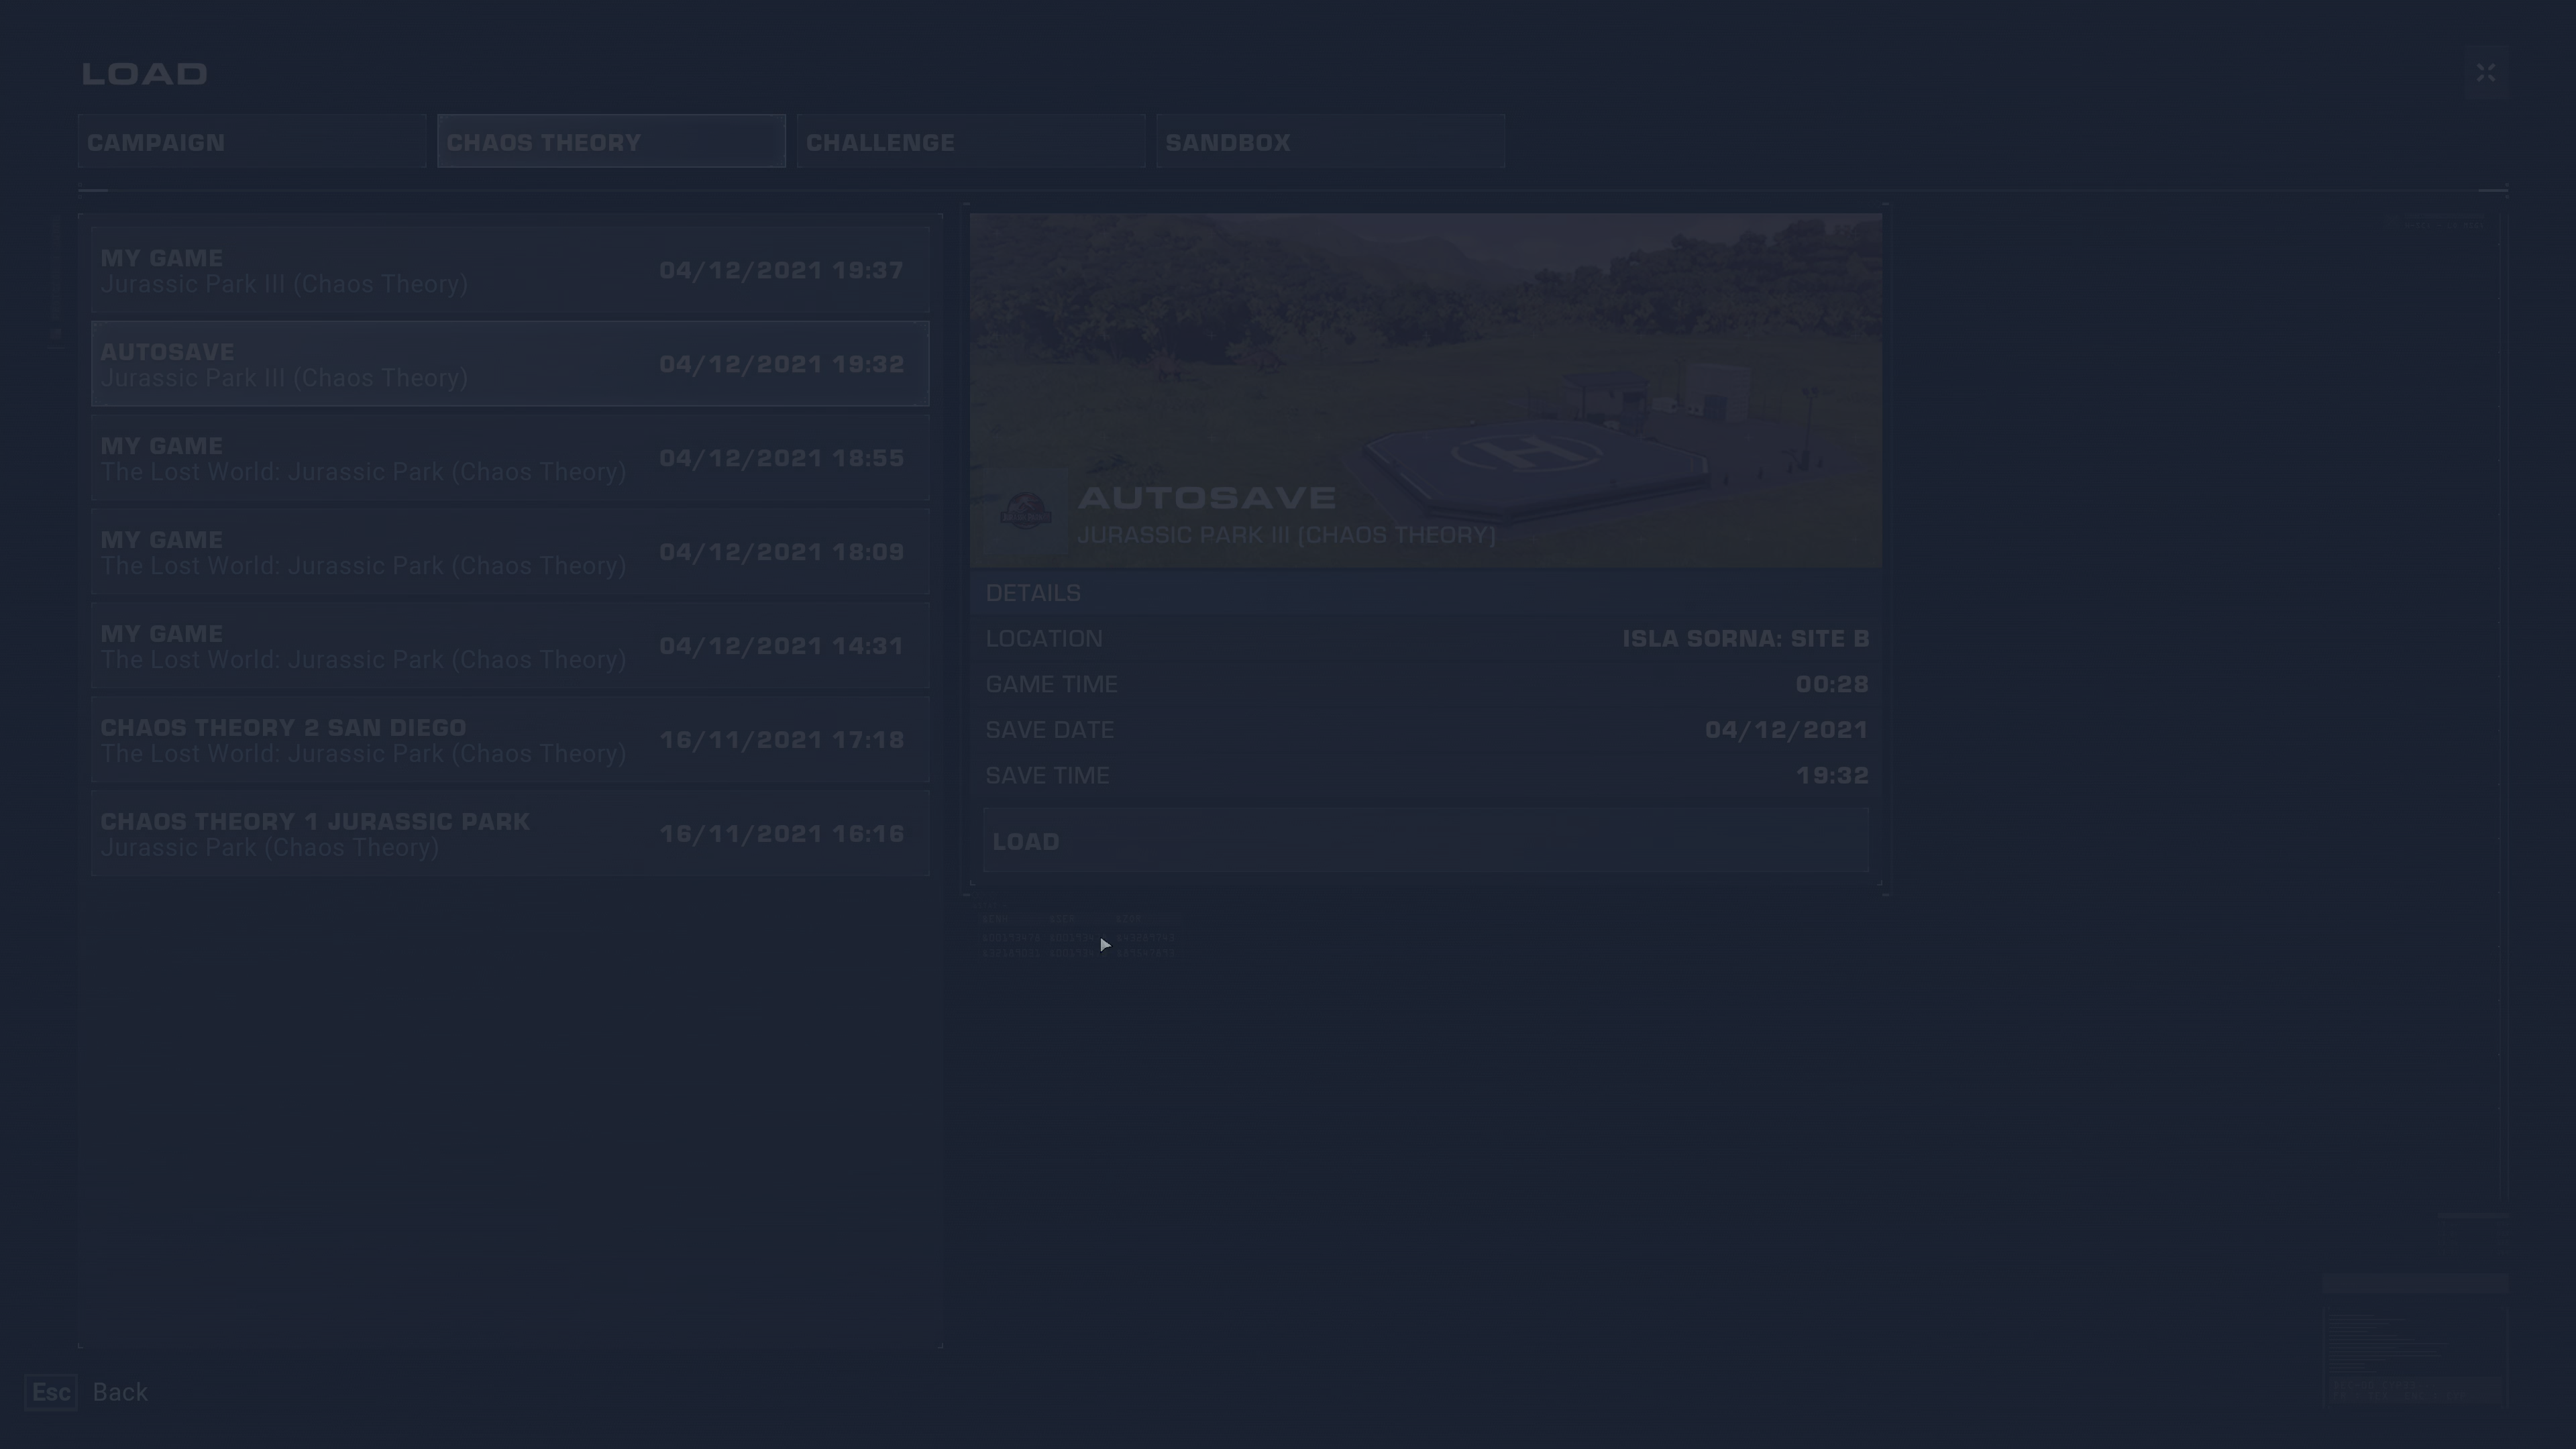 LOAD
CAMPAIGN
CHAOS THEORY
CHALLENGE
SANDBOX
MY GAME
Jurassic Park III (Chaos Theory)
04/12/2021 19:37
AUTOSAVE
Jurassic Park III (Chaos Theory)
04/12/2021 19:32
MY GAME
The Lost World: Jurassic Park (Chaos Theory)
04/12/2021 18:55
MY GAME
The Lost World: Jurassic Park (Chaos Theory)
04/12/2021 18:09
MY GAME
The Lost World: Jurassic Park (Chaos Theory)
04/12/2021 14:31
CHAOS THEORY 2 SAN DIEGO
The Lost World: Jurassic Park (Chaos Theory)
16/11/2021 17:18
CHAOS THEORY 1 JURASSIC PARK
Jurassic Park (Chaos Theory)
16/11/2021 16:16
H
AUTOSAVE
JURASSIC PARK III (CHAOS THEORY)
DETAILS
LOCATION ISLA SORNA: SITE B
GAME TIME 00:28
SAVE DATE 04/12/2021
SAVE TIME 19:32
LOAD
Esc Back